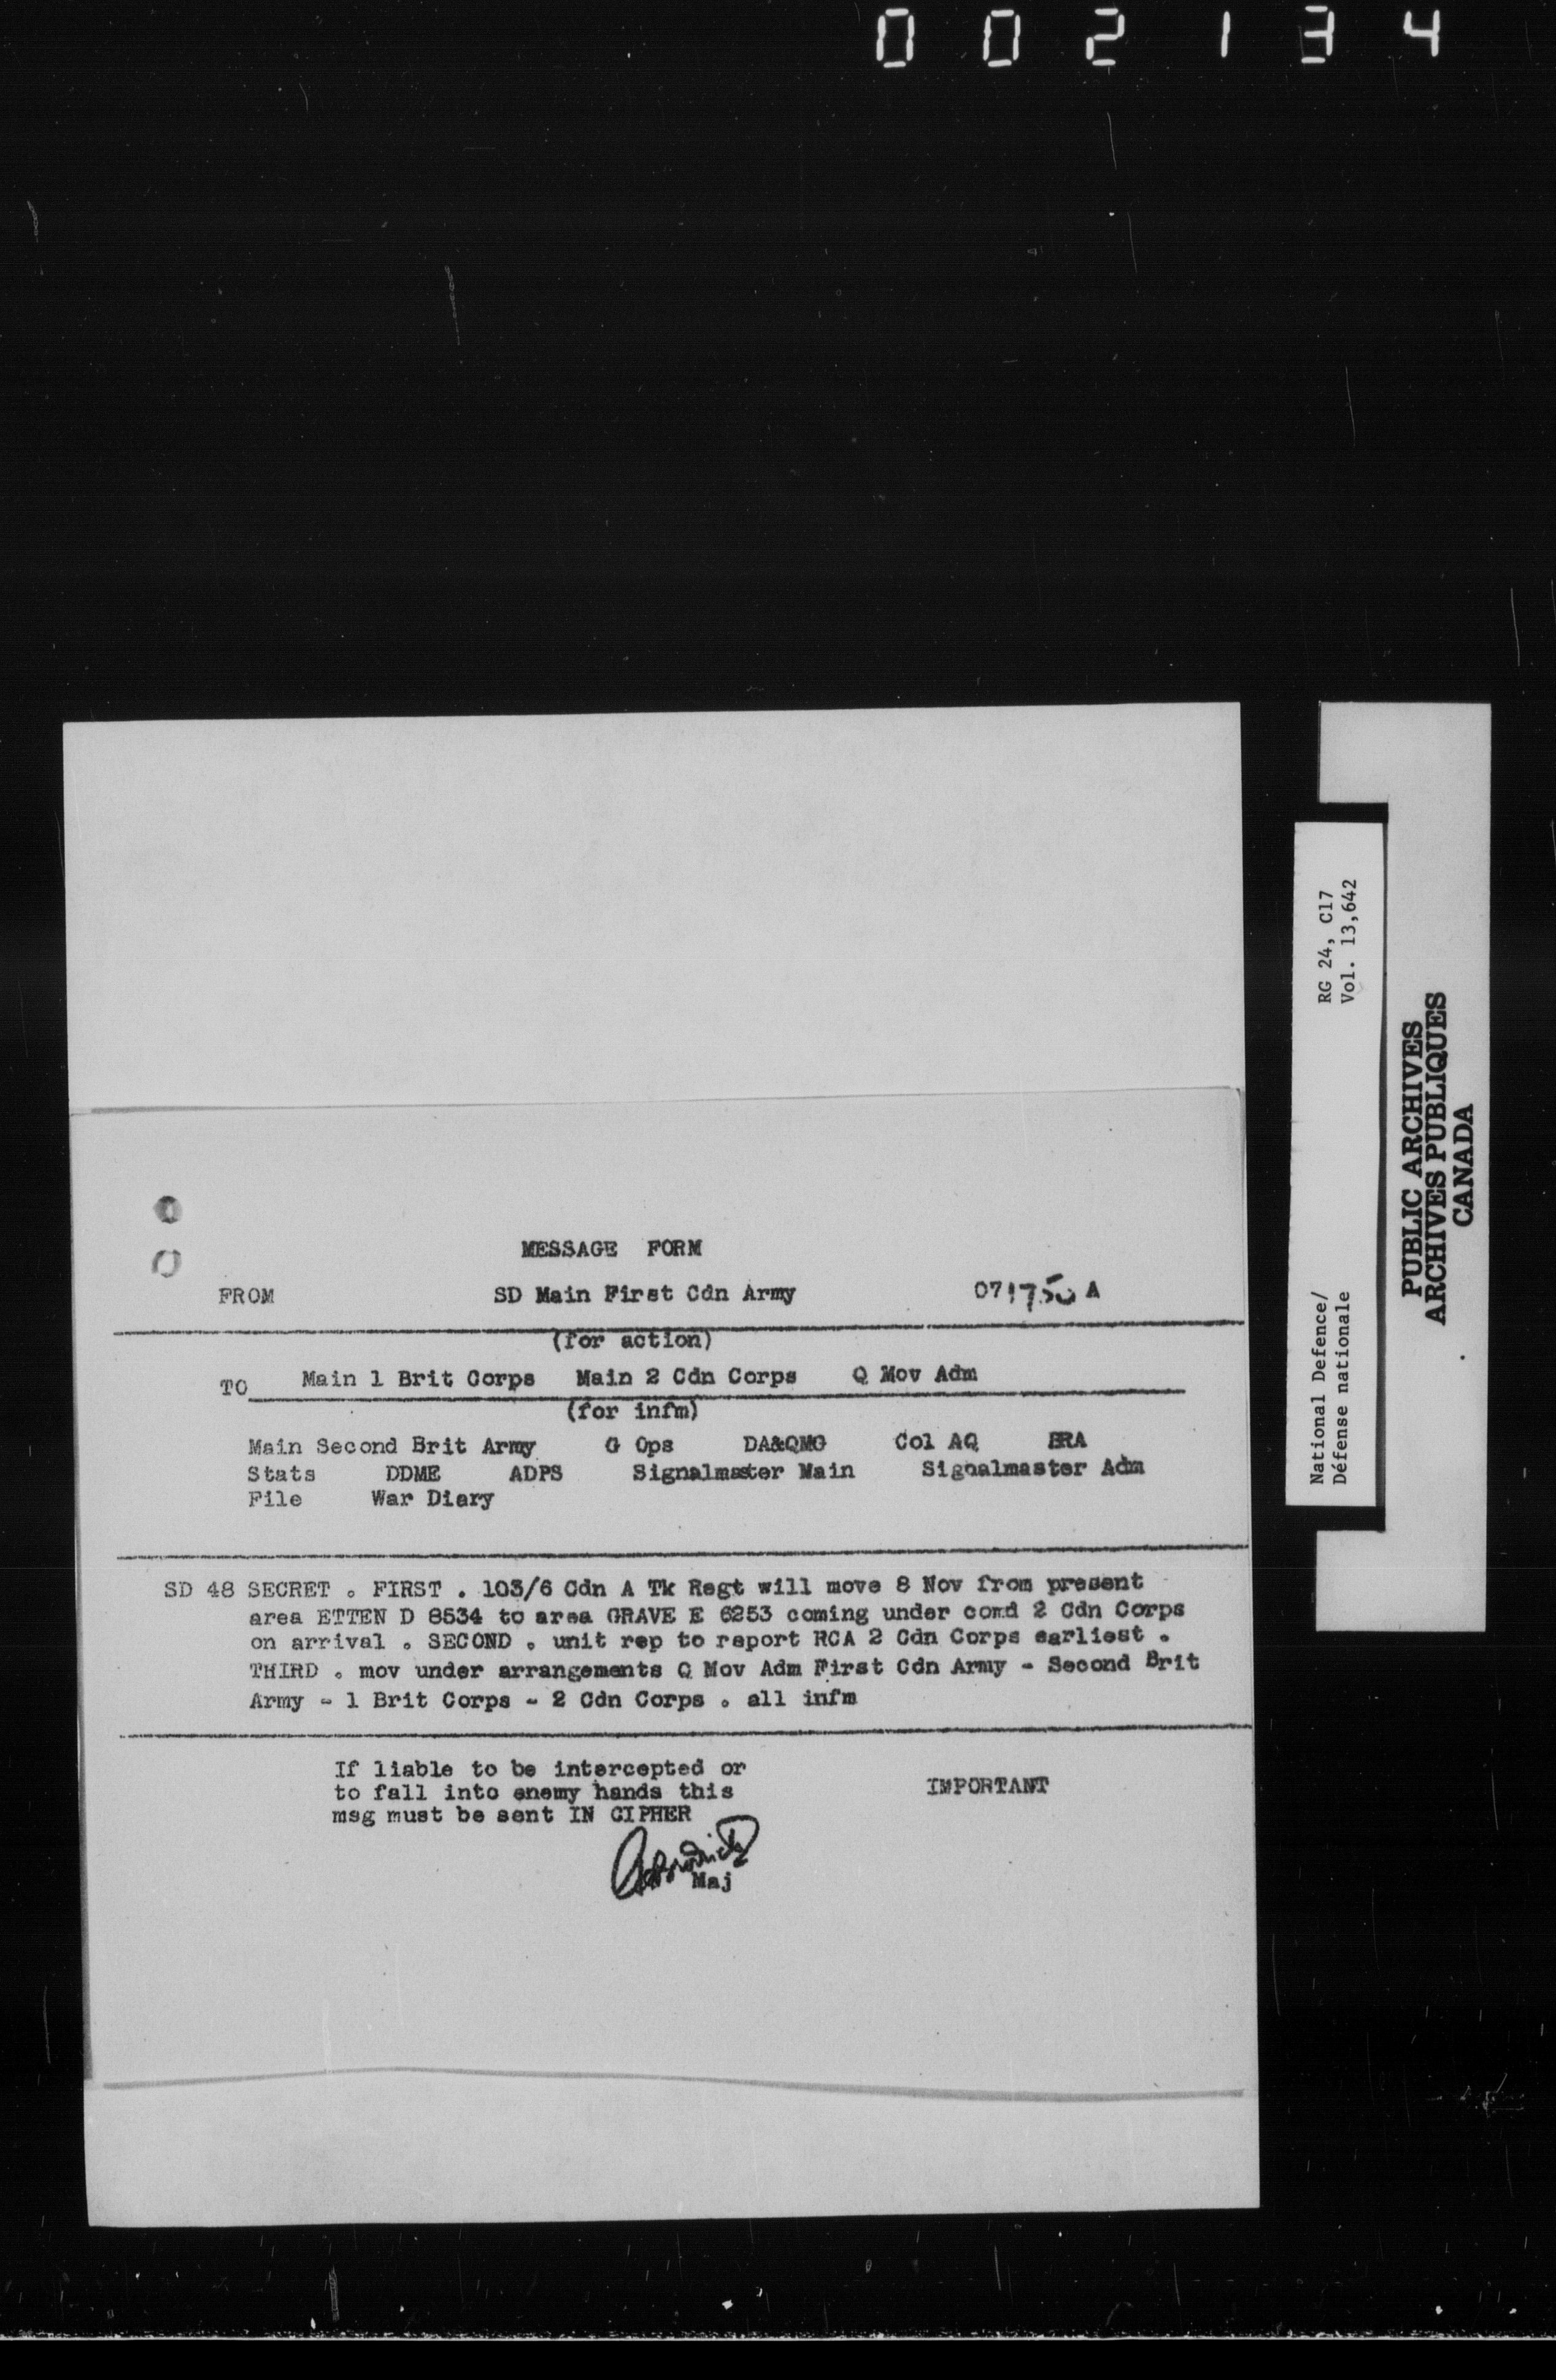 002134
MESSAGE FORM
FROM SD Main First Cdn Army 071750 A
(for action)
TO Main 1 Brit Corps Main 2 Cdn Corps Q Mov Adm
(for infm)
Main Second Brit Army G Ops DA&QMG Col AQ BRA
Stats DDME ADPS Signalmaster Main Signalmaster Adm
File War Diary
SD 48 SECRET . FIRST . 103/6 Cdn A Tk Regt will move 8 Nov from present
area ETTEN D 8534 to area GRAVE E 6253 coming under comd 2 Cdn Corps
on arrival . SECOND . unit rep to report RCA 2 Cdn Corps earliest .
THIRD . mov under arrangements Q Mov Adm First Cdn Army - Second Brit
Army - 1 Brit Corps - 2 Cdn Corps . all infm
If liable to be intercepted or
to fall into enemy hands this
msg must be sent IN CIPHER
IMPORTANT
Maj
National Defence/ RG 24, C17
Défense nationale Vol. 13,642
PUBLIC ARCHIVES
ARCHIVES PUBLIQUES
CANADA